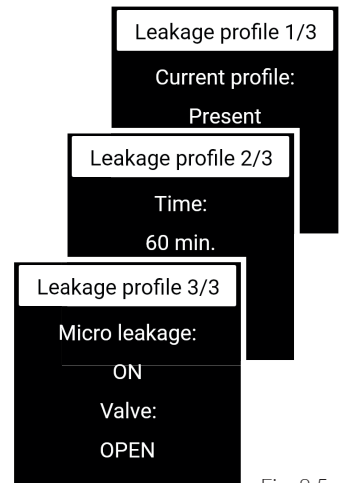 Leakage profile 1/3
Current profile:
Present
Leakage profile 2/3
Time:
60 min.
Leakage profile 3/3
Micro leakage:
ON
Valve:
OPEN